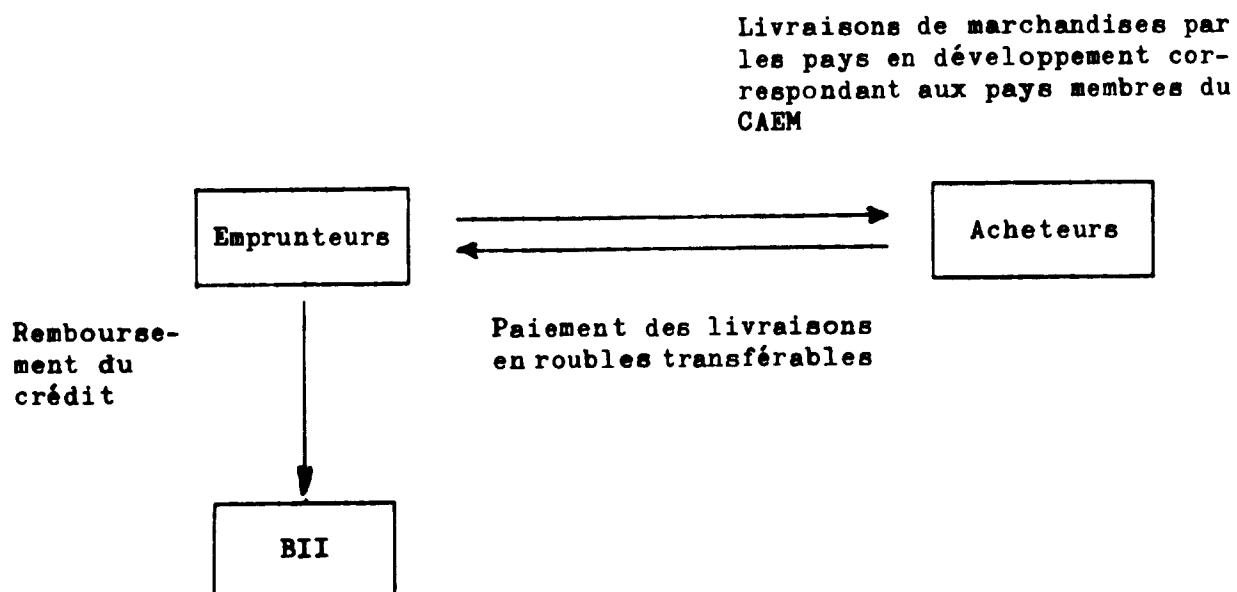 Livraisons de marchandises par
les pays en développement cor-
respondant aux pays membres du
CAEM
Emprunteurs
Acheteurs
Rembourse-
ment du
crédit
Paiement des livraisons
en roubles transférables
BII